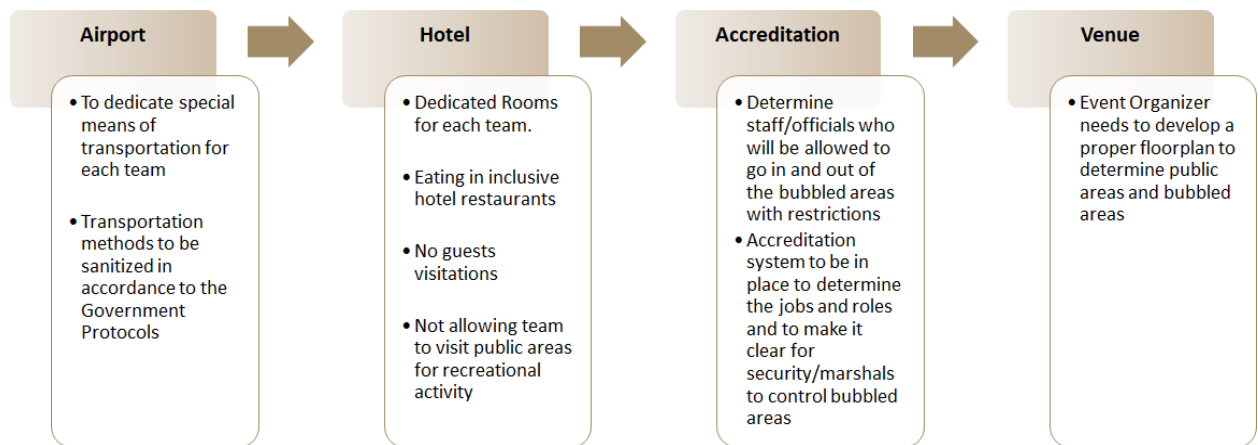 Airport
• To dedicate special
means of
transportation for
each team
• Transportation
methods to be
sanitized in
accordance to the
Government
Protocols
Hotel
• Dedicated Rooms
for each team.
• Eating in inclusive
hotel restaurants
• No guests
visitations
• Not allowing team
to visit public areas
for recreational
activity
Accreditation
• Determine
staff/officials who
will be allowed to
go in and out of
the bubbled areas
with restrictions
• Accreditation
system to be in
place to determine
the jobs and roles
and to make it
clear for
security/marshals
to control bubbled
areas
Venue
• Event Organizer
needs to develop a
proper floorplan to
determine public
areas and bubbled
areas